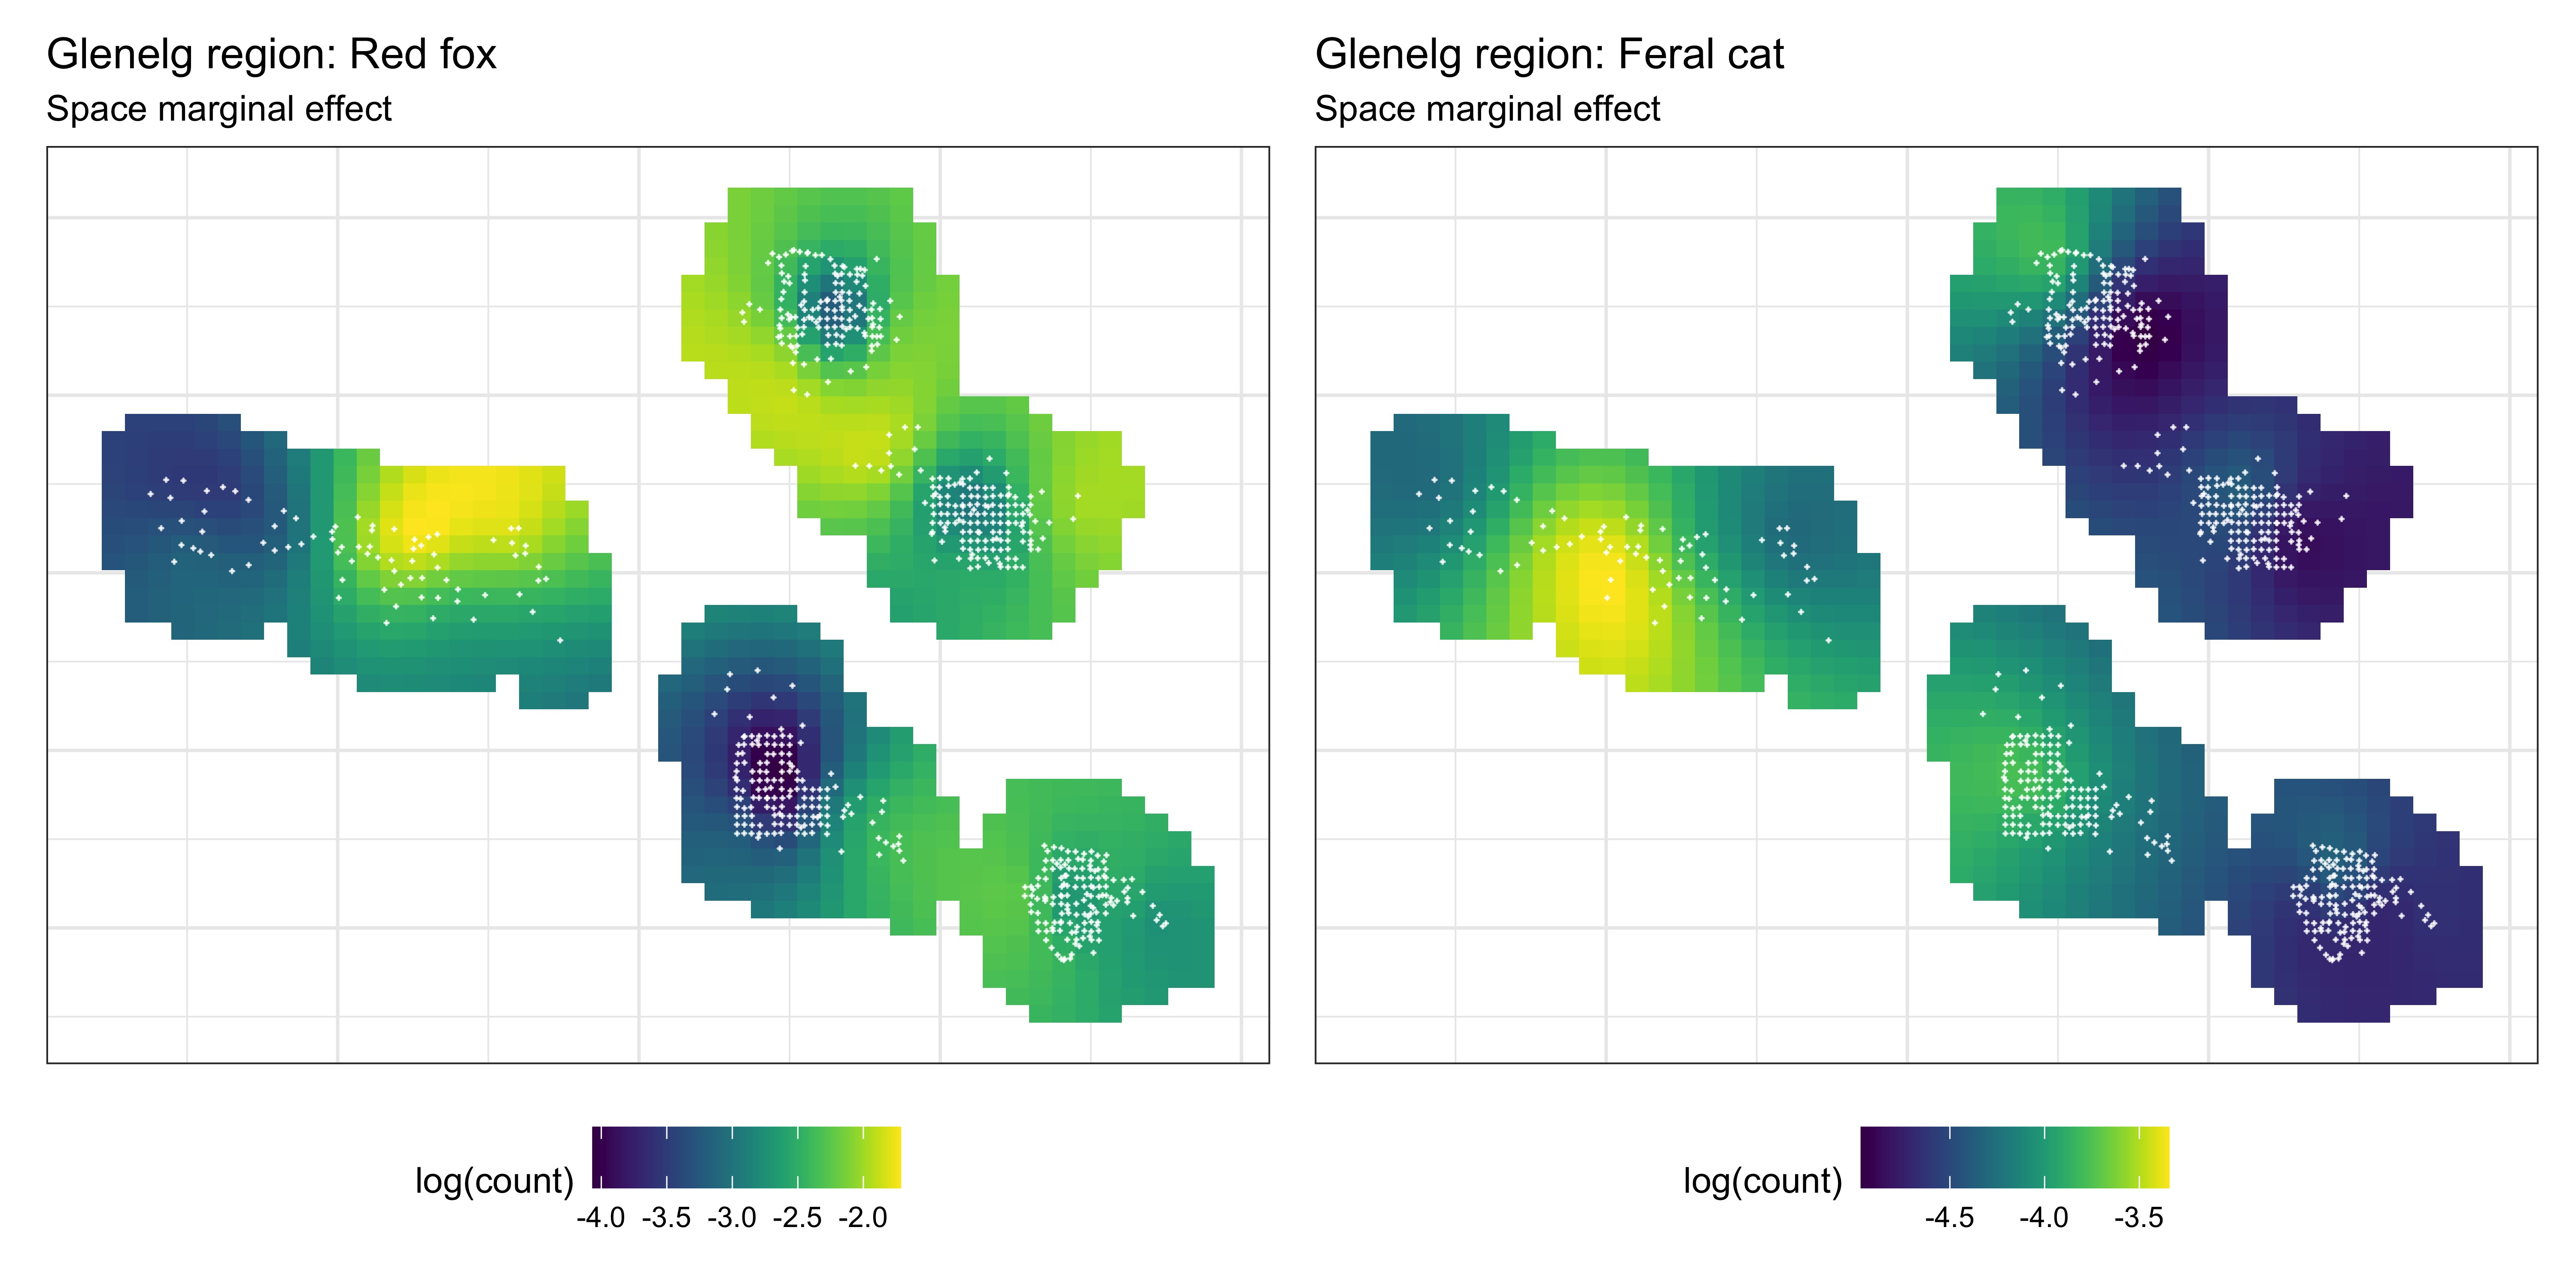 Glenelg region: Red fox
Space marginal effect
log(count)
-4.0 -3.5 -3.0 -2.5 -2.0
Glenelg region: Feral cat
Space marginal effect
log(count)
-4.5 -4.0 -3.5